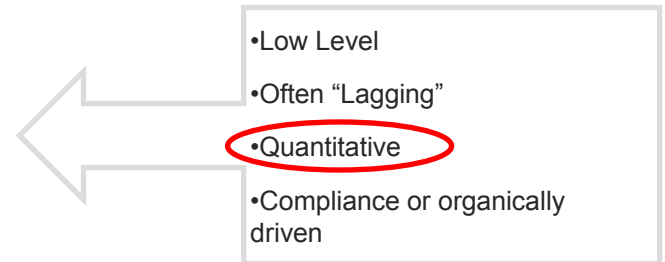 •Low Level
•Often “Lagging”
•Quantitative
•Compliance or organically
driven